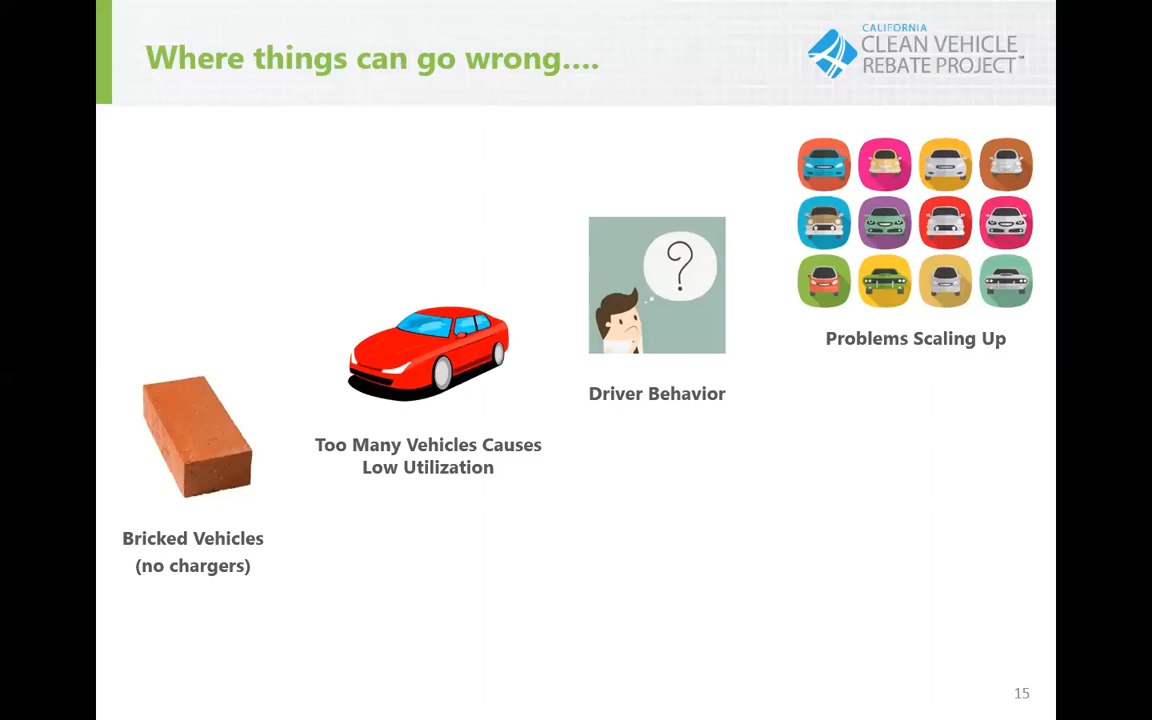 Where things can go wrong....
CALIFORNIA
CLEAN VEHICLE
REBATE PROJECT™
Problems Scaling Up
?
Driver Behavior
Too Many Vehicles Causes
Low Utilization
Bricked Vehicles
(no chargers)
15